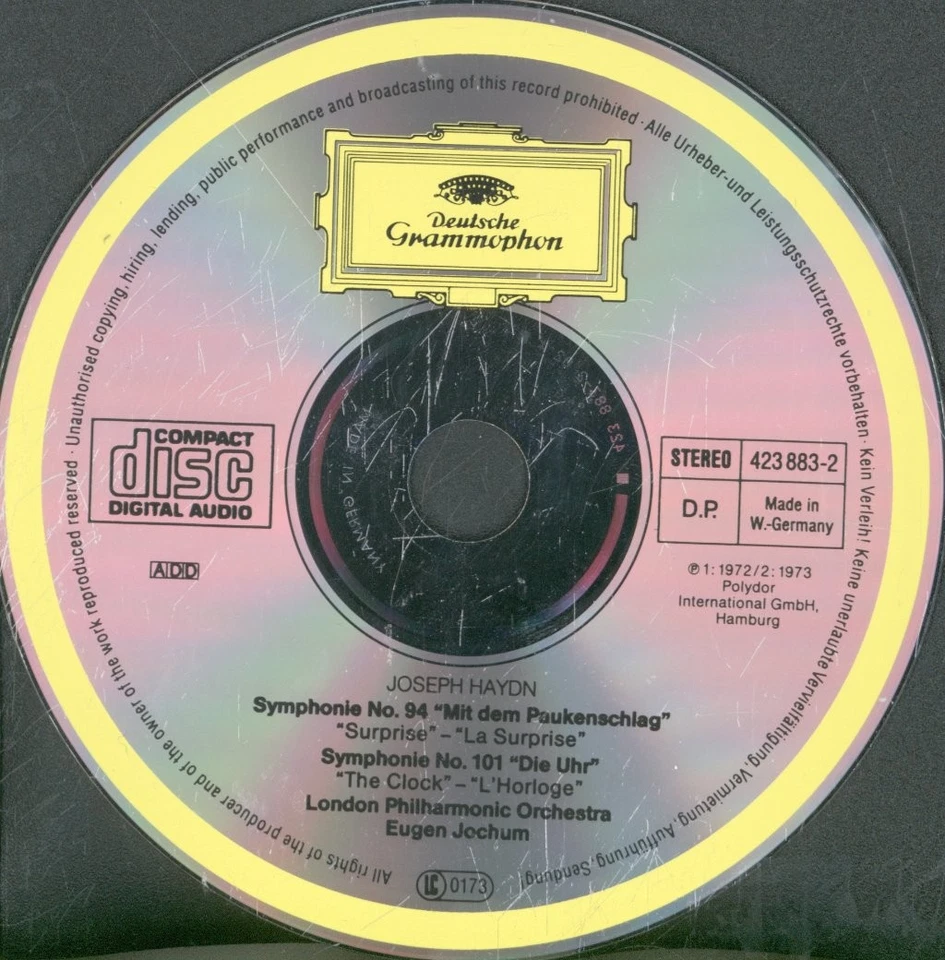 All rights of the producer and of the owner of the work reproduced reserved · Unauthorised copying, hiring, lending, public performance and broadcasting of this record prohibited · Alle Urheber- und Leistungsschutzrechte vorbehalten · Kein Verleih! Keine unerlaubte Vervielfältigung, Vermietung, Aufführung, Sendung!
Deutsche
Grammophon
COMPACT
disc
DIGITAL AUDIO
ADD
MADE IN GERMANY
STEREO 423 883-2
D.P. Made in
W.-Germany
℗ 1: 1972/2: 1973
Polydor
International GmbH,
Hamburg
JOSEPH HAYDN
Symphonie No. 94 "Mit dem Paukenschlag"
"Surprise" – "La Surprise"
Symphonie No. 101 "Die Uhr"
"The Clock" – "L'Horloge"
London Philharmonic Orchestra
Eugen Jochum
LC 0173